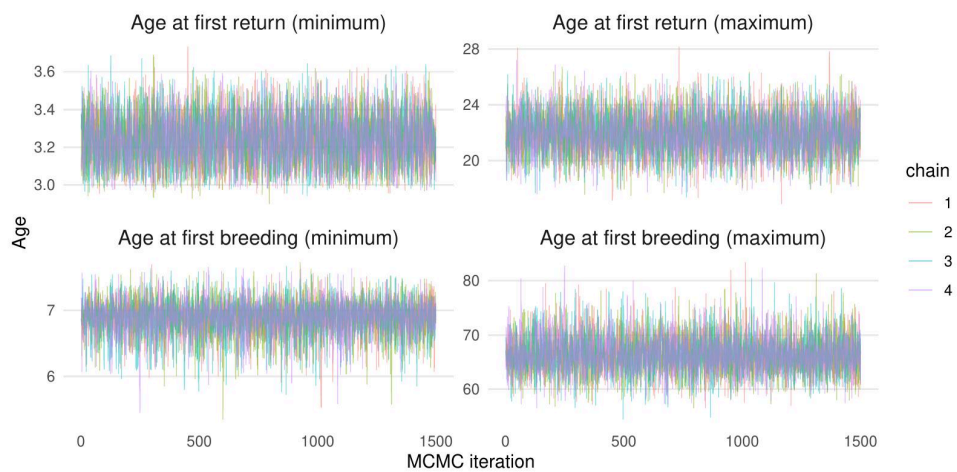 Age at first return (minimum)
Age at first return (maximum)
3.6
3.4
3.2
3.0
28
24
20
Age
Age at first breeding (minimum)
Age at first breeding (maximum)
7
6
80
70
60
0 500 1000 1500
0 500 1000 1500
MCMC iteration
chain
1
2
3
4